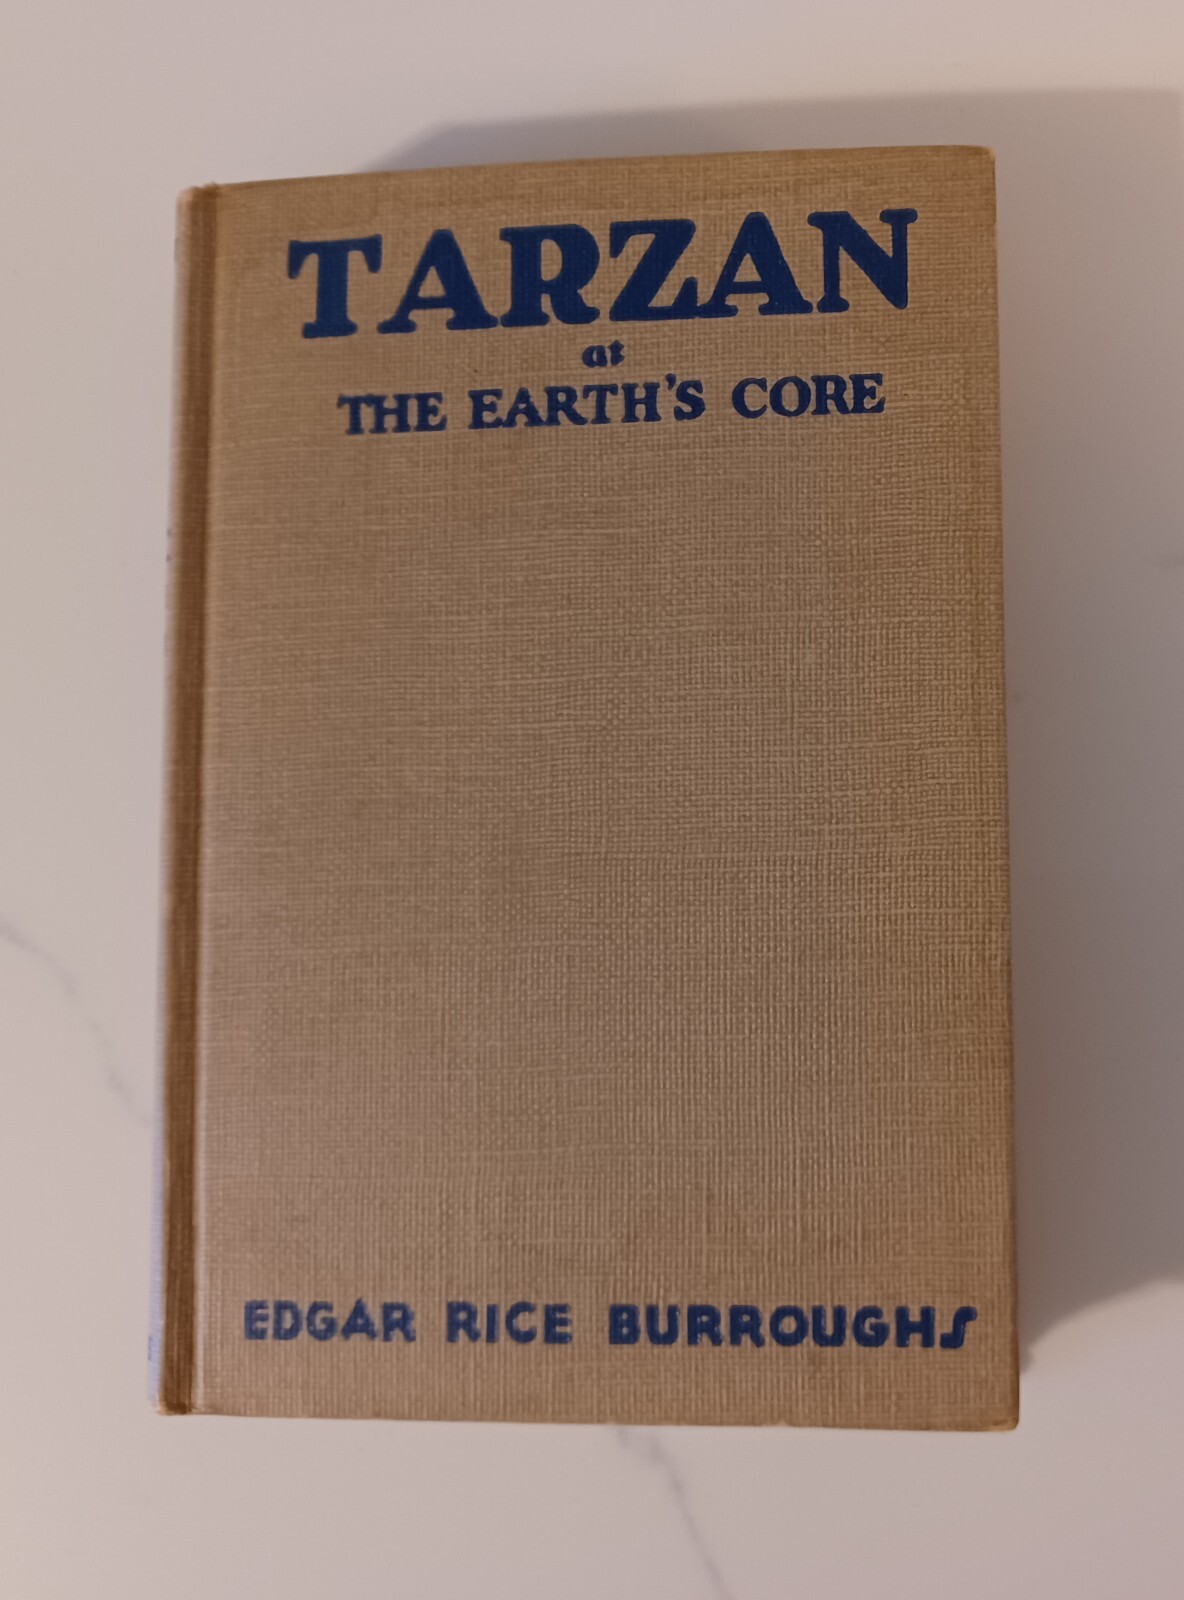 TARZAN
at
THE EARTH'S CORE
EDGAR RICE BURROUGHS